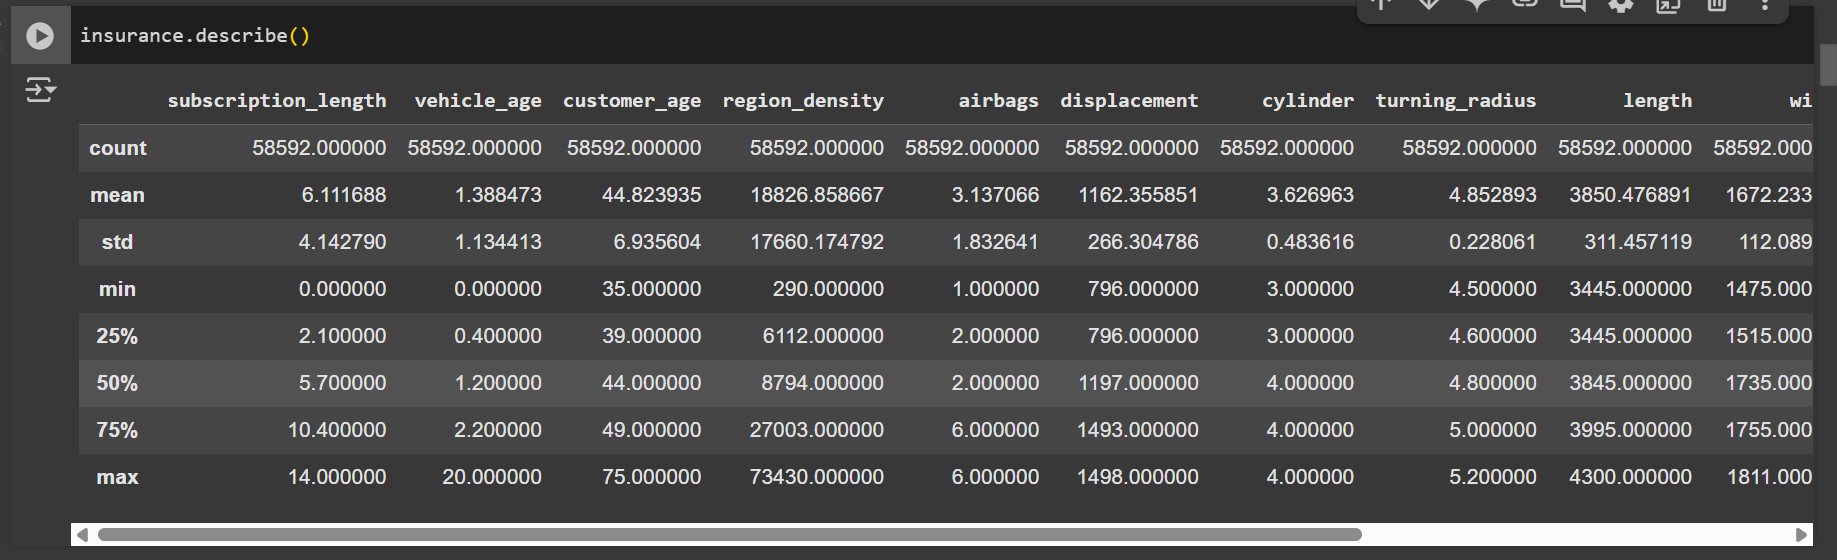 insurance.describe()
subscription_length vehicle_age customer_age region_density airbags displacement cylinder turning_radius length wi
count 58592.000000 58592.000000 58592.000000 58592.000000 58592.000000 58592.000000 58592.000000 58592.000000 58592.000000 58592.000
mean 6.111688 1.388473 44.823935 18826.858667 3.137066 1162.355851 3.626963 4.852893 3850.476891 1672.233
std 4.142790 1.134413 6.935604 17660.174792 1.832641 266.304786 0.483616 0.228061 311.457119 112.089
min 0.000000 0.000000 35.000000 290.000000 1.000000 796.000000 3.000000 4.500000 3445.000000 1475.000
25% 2.100000 0.400000 39.000000 6112.000000 2.000000 796.000000 3.000000 4.600000 3445.000000 1515.000
50% 5.700000 1.200000 44.000000 8794.000000 2.000000 1197.000000 4.000000 4.800000 3845.000000 1735.000
75% 10.400000 2.200000 49.000000 27003.000000 6.000000 1493.000000 4.000000 5.000000 3995.000000 1755.000
max 14.000000 20.000000 75.000000 73430.000000 6.000000 1498.000000 4.000000 5.200000 4300.000000 1811.000